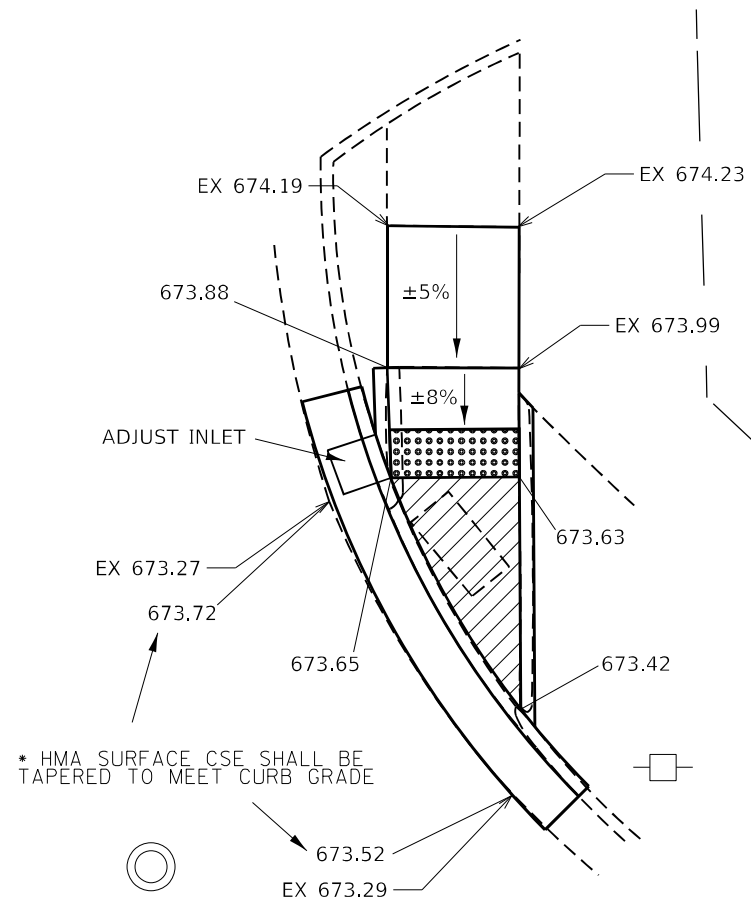 EX 674.19
EX 674.23
±5%
673.88
EX 673.99
±8%
ADJUST INLET
673.63
EX 673.27
673.72
673.65
673.42
* HMA SURFACE CSE SHALL BE
TAPERED TO MEET CURB GRADE
673.52
EX 673.29